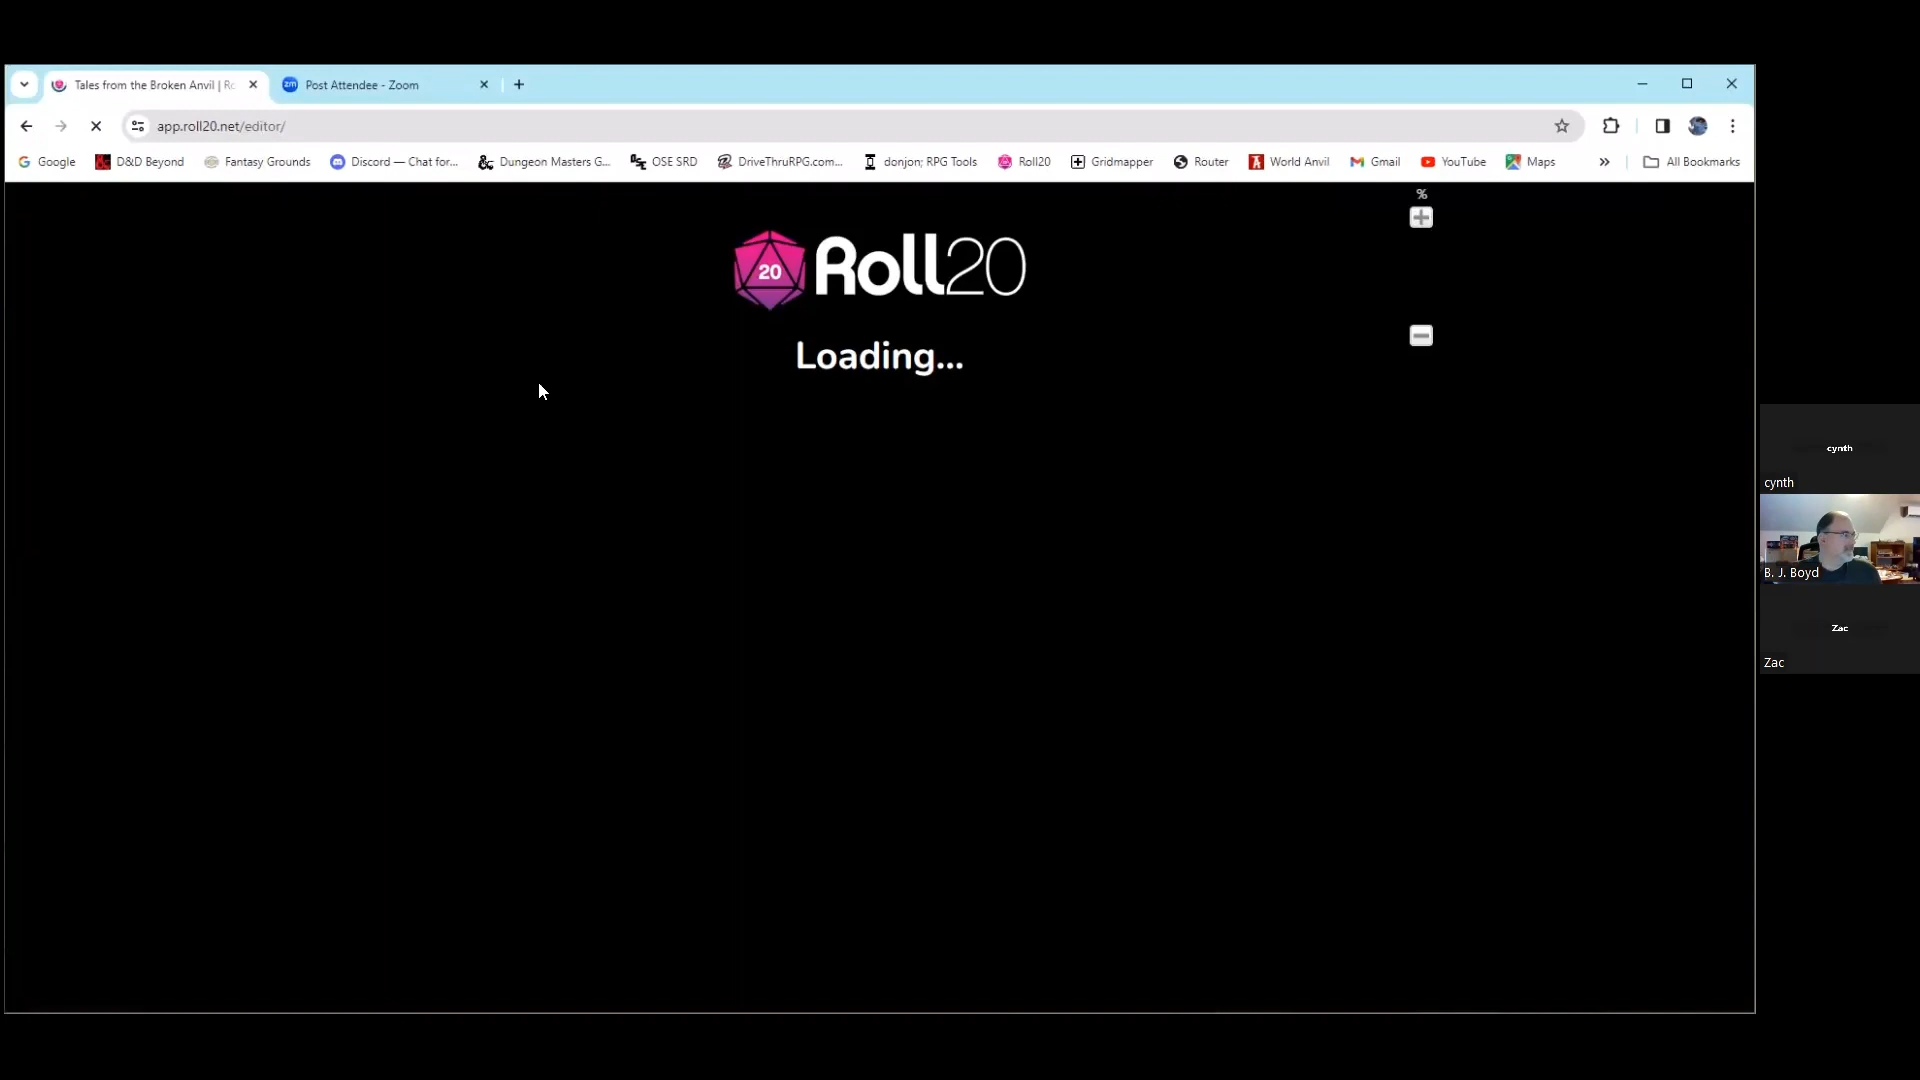 Tales from the Broken Anvil | Ro
zm Post Attendee - Zoom
app.roll20.net/editor/
Google D&D Beyond Fantasy Grounds Discord — Chat for... Dungeon Masters G... OSE SRD DriveThruRPG.com... donjon; RPG Tools Roll20 Gridmapper Router World Anvil Gmail YouTube Maps » All Bookmarks
%
20 Roll20
Loading...
cynth
cynth
B. J. Boyd
Zac
Zac